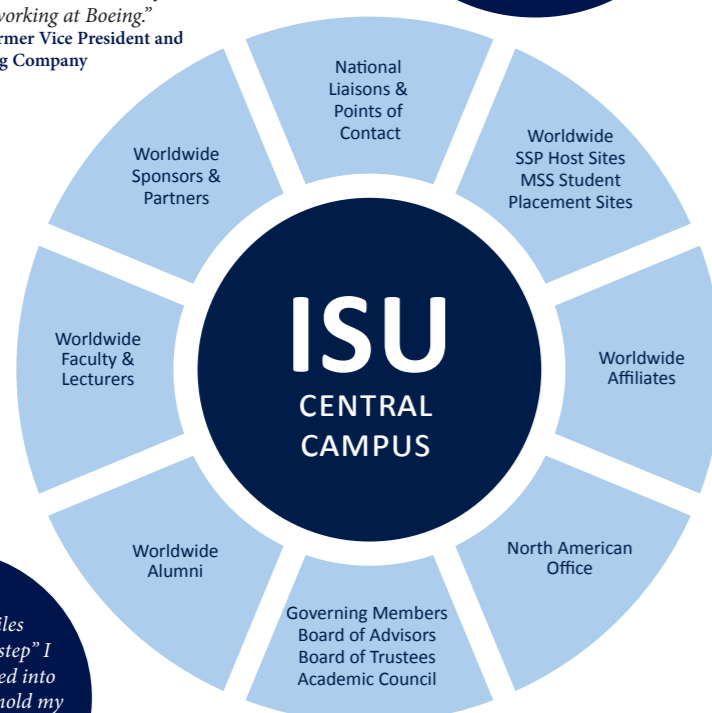 working at Boeing.”
rmer Vice President and
g Company
National
Liaisons &
Points of
Contact
Worldwide
SSP Host Sites
MSS Student
Placement Sites
Worldwide
Affiliates
North American
Office
Governing Members
Board of Advisors
Board of Trustees
Academic Council
Worldwide
Alumni
Worldwide
Faculty &
Lecturers
Worldwide
Sponsors &
Partners
ISU
CENTRAL
CAMPUS
iles
step” I
ed into
nold my